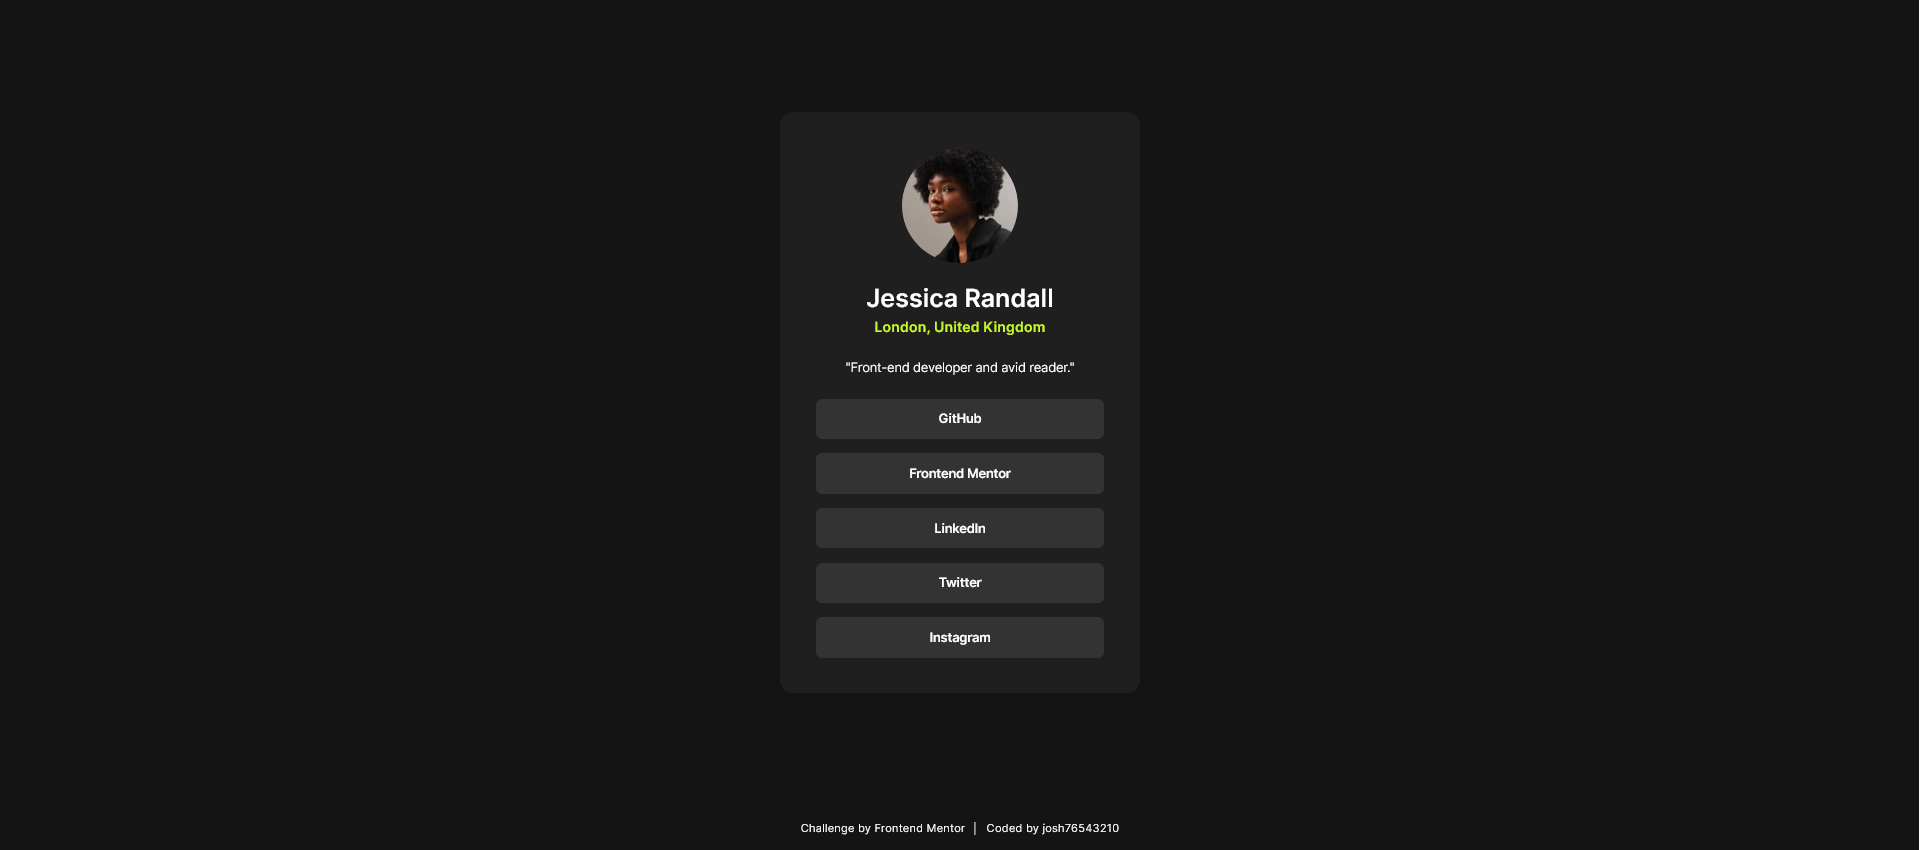 Jessica Randall
London, United Kingdom
"Front-end developer and avid reader."
GitHub
Frontend Mentor
LinkedIn
Twitter
Instagram
Challenge by Frontend Mentor | Coded by josh76543210